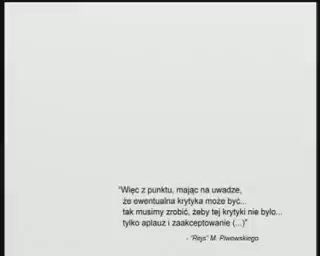 "Więc z punktu, mając na uwadze,
że ewentualna krytyka może być...
tak musimy zrobić, żeby tej krytyki nie było...
tylko aplauz i zaakceptowanie (...)"
- "Rejs" M. Piwowskiego